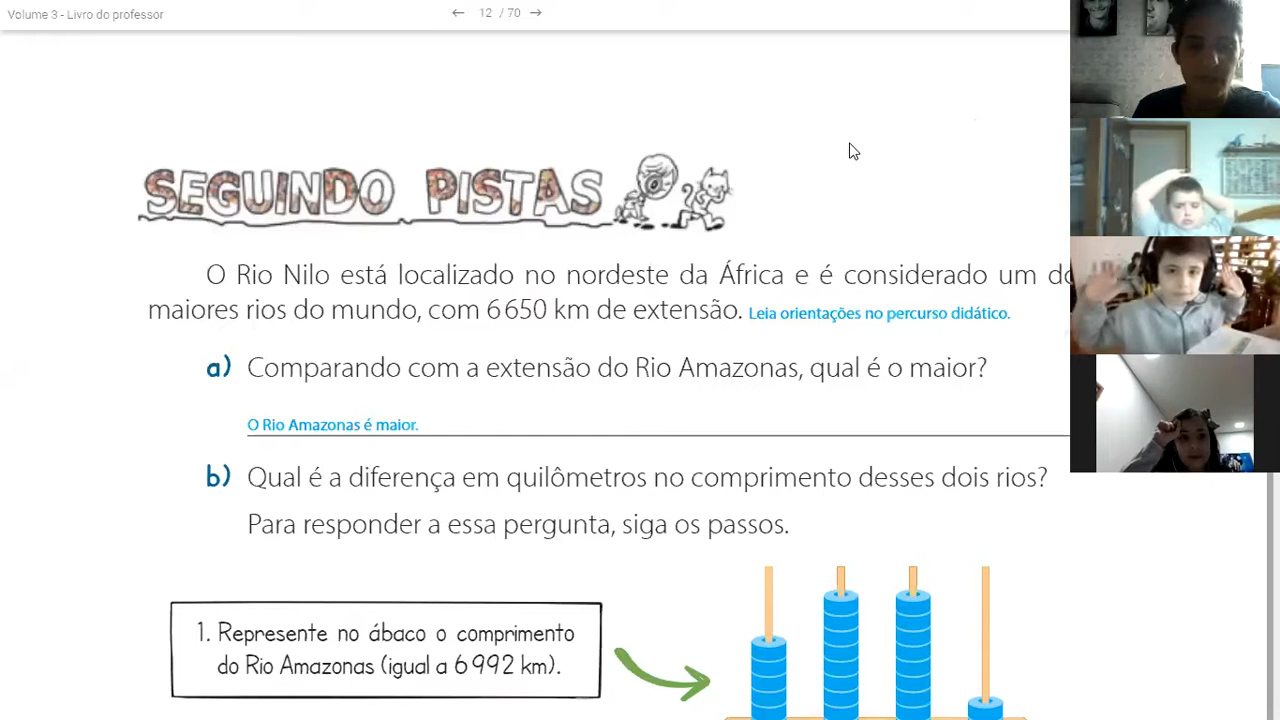 Volume 3 - Livro do professor
← 12 / 70 →
SEGUINDO PISTAS
O Rio Nilo está localizado no nordeste da África e é considerado um do
maiores rios do mundo, com 6 650 km de extensão. Leia orientações no percurso didático.
a) Comparando com a extensão do Rio Amazonas, qual é o maior?
O Rio Amazonas é maior.
b) Qual é a diferença em quilômetros no comprimento desses dois rios?
Para responder a essa pergunta, siga os passos.
1. Represente no ábaco o comprimento
do Rio Amazonas (igual a 6 992 km).